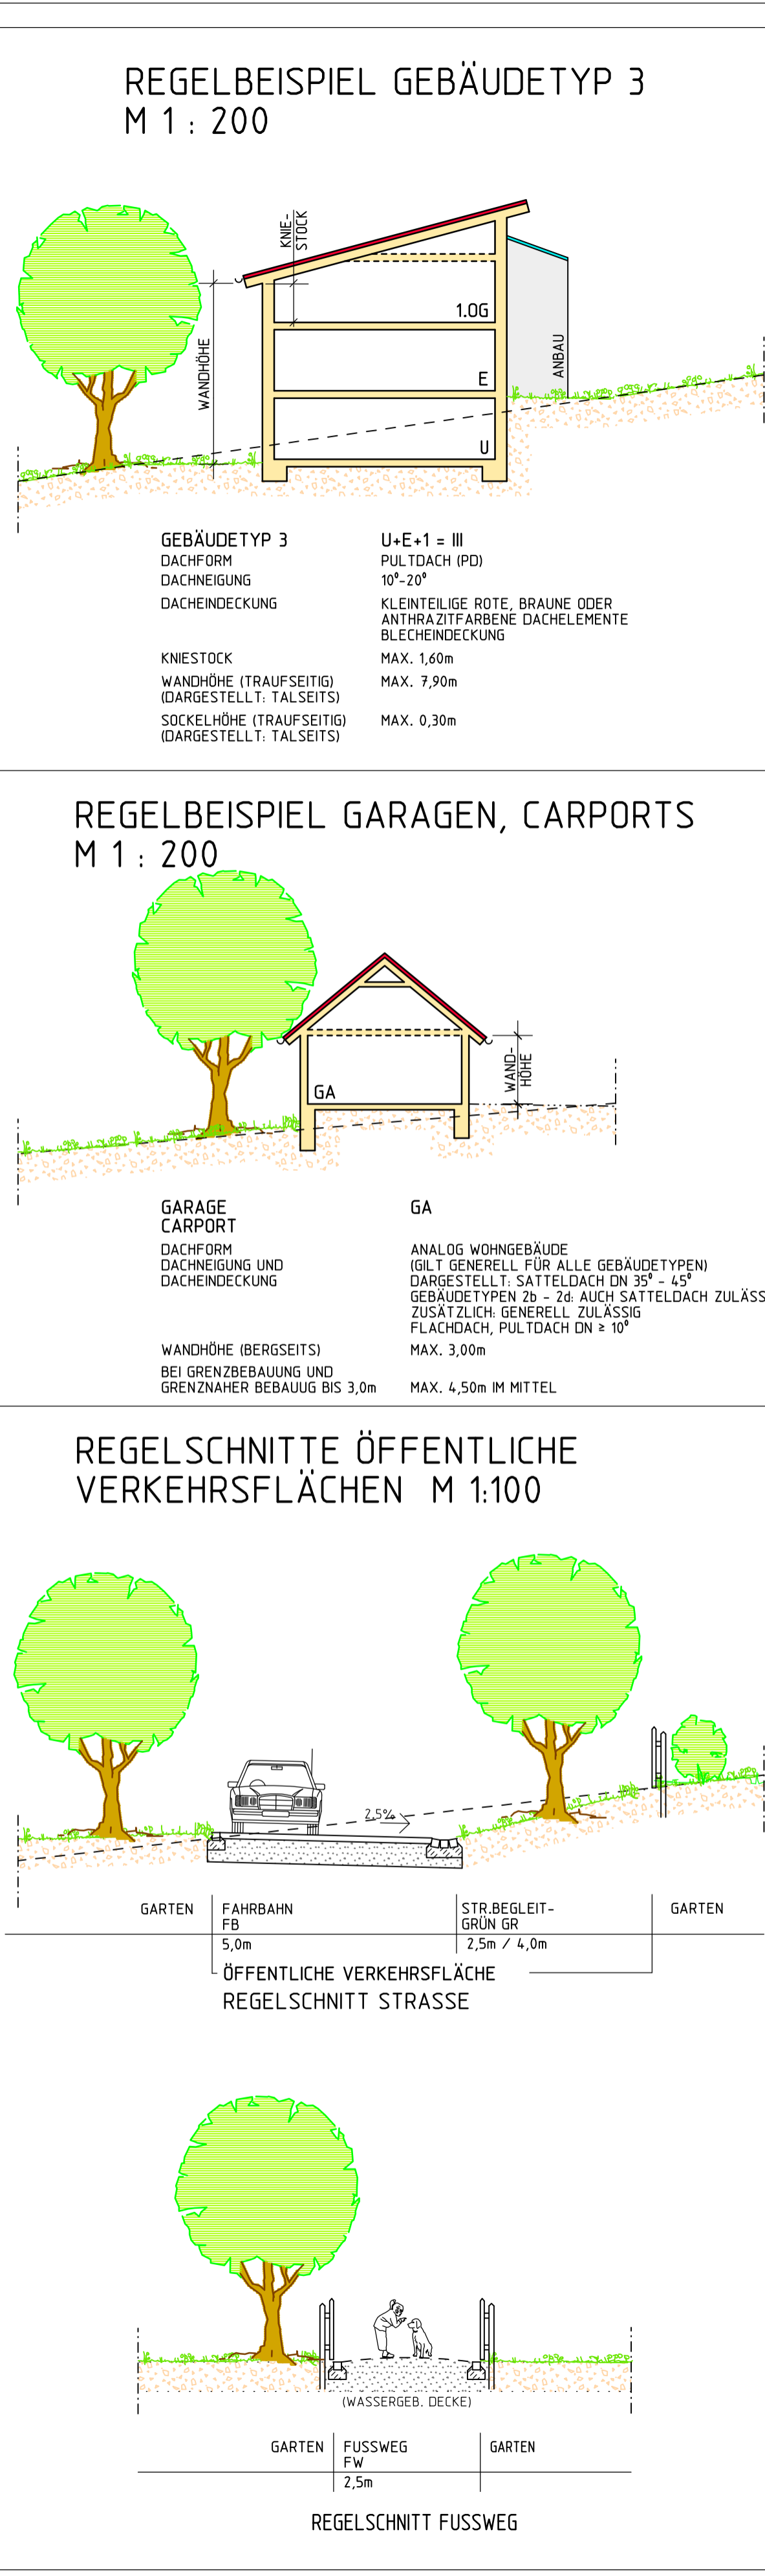 REGELBEISPIEL GEBÄUDETYP 3
M 1 : 200
KNIE-
STOCK
WANDHÖHE
1.OG
E
U
ANBAU
GEBÄUDETYP 3 U+E+1 = III
DACHFORM PULTDACH (PD)
DACHNEIGUNG 10°-20°
DACHEINDECKUNG KLEINTEILIGE ROTE, BRAUNE ODER
ANTHRAZITFARBENE DACHELEMENTE
BLECHEINDECKUNG
KNIESTOCK MAX. 1,60m
WANDHÖHE (TRAUFSEITIG) MAX. 7,90m
(DARGESTELLT: TALSEITS)
SOCKELHÖHE (TRAUFSEITIG) MAX. 0,30m
(DARGESTELLT: TALSEITS)
REGELBEISPIEL GARAGEN, CARPORTS
M 1 : 200
WAND-
HÖHE
GA
GARAGE GA
CARPORT
DACHFORM ANALOG WOHNGEBÄUDE
DACHNEIGUNG UND (GILT GENERELL FÜR ALLE GEBÄUDETYPEN)
DACHEINDECKUNG DARGESTELLT: SATTELDACH DN 35° - 45°
GEBÄUDETYPEN 2b - 2d: AUCH SATTELDACH ZULÄSS
ZUSÄTZLICH: GENERELL ZULÄSSIG
FLACHDACH, PULTDACH DN ≥ 10°
WANDHÖHE (BERGSEITS) MAX. 3,00m
BEI GRENZBEBAUUNG UND
GRENZNAHER BEBAUUG BIS 3,0m MAX. 4,50m IM MITTEL
REGELSCHNITTE ÖFFENTLICHE
VERKEHRSFLÄCHEN M 1:100
2,5%
GARTEN FAHRBAHN STR.BEGLEIT- GARTEN
FB GRÜN GR
5,0m 2,5m / 4,0m
ÖFFENTLICHE VERKEHRSFLÄCHE
REGELSCHNITT STRASSE
(WASSERGEB. DECKE)
GARTEN FUSSWEG GARTEN
FW
2,5m
REGELSCHNITT FUSSWEG